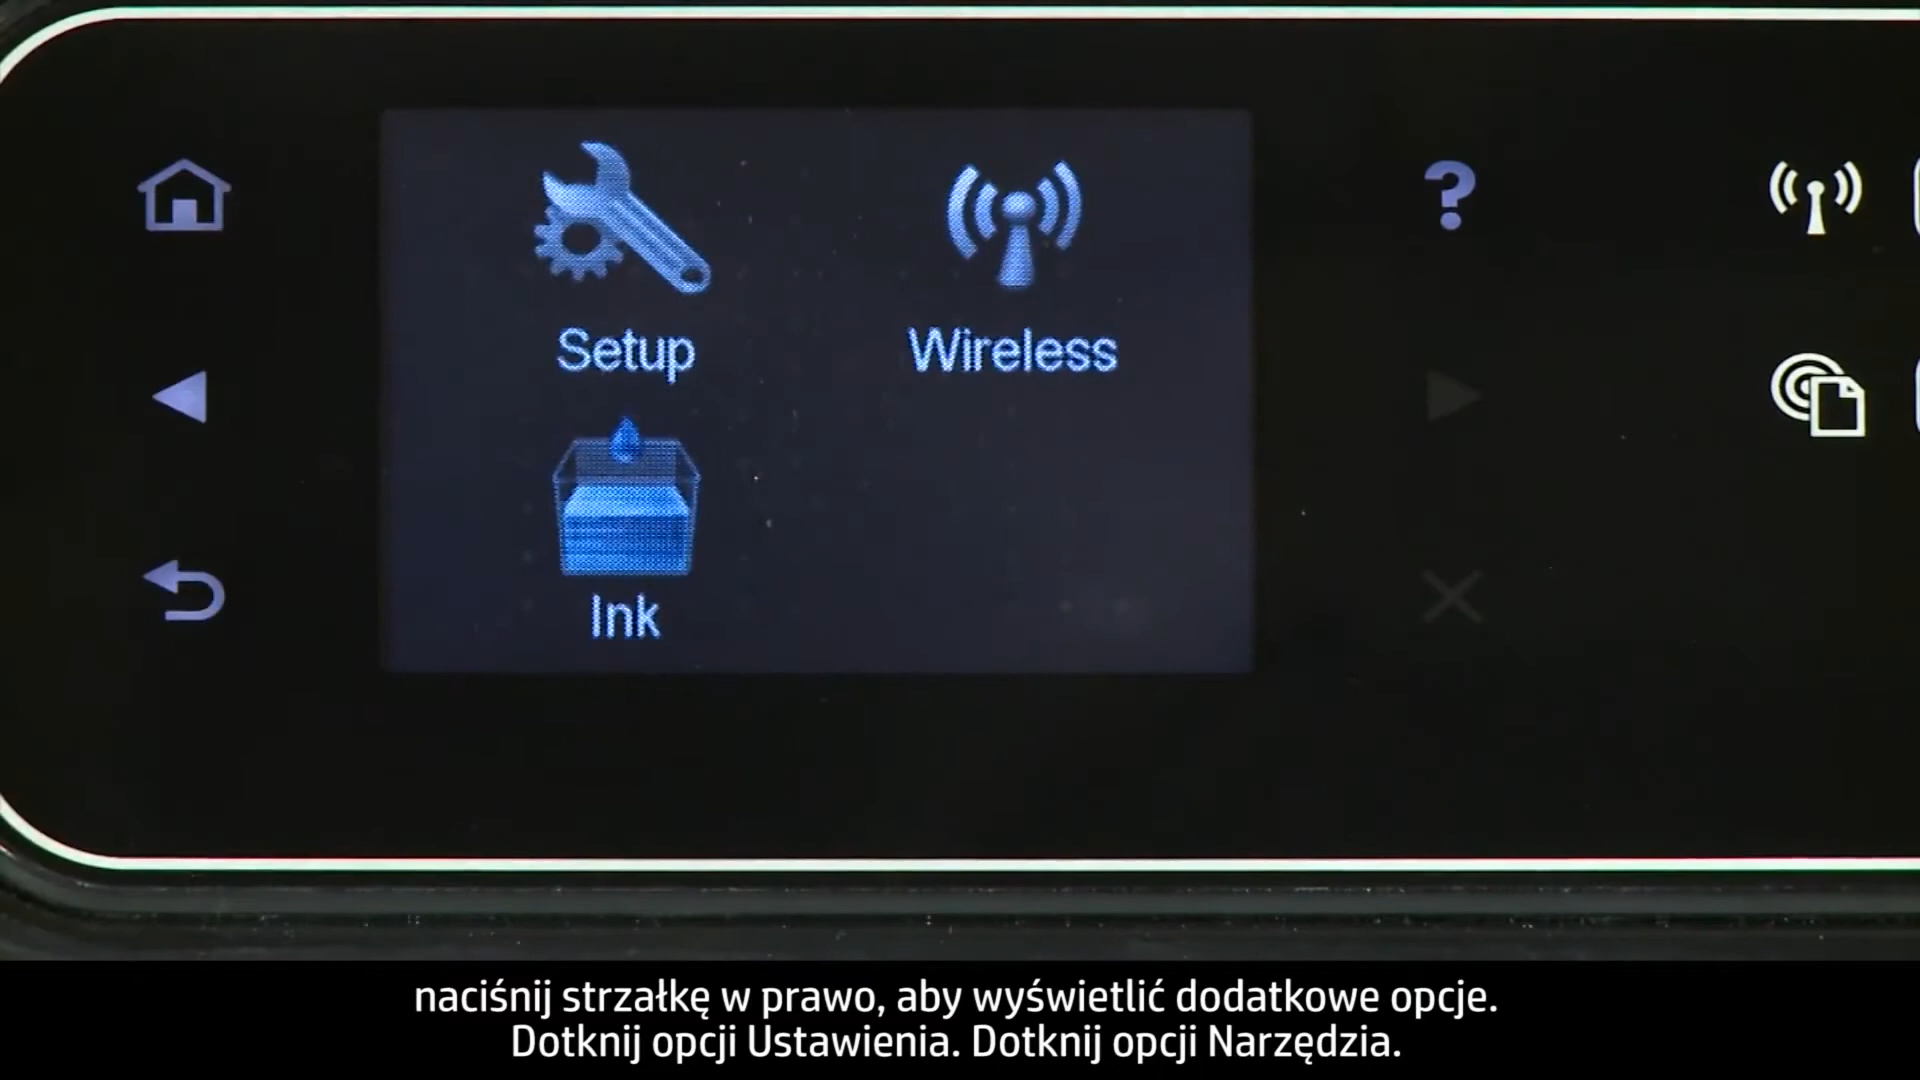 Setup
Wireless
Ink
naciśnij strzałkę w prawo, aby wyświetlić dodatkowe opcje.
Dotknij opcji Ustawienia. Dotknij opcji Narzędzia.